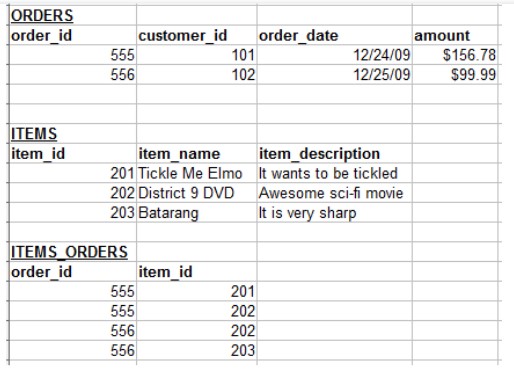 ORDERS
order_id customer_id order_date amount
555 101 12/24/09 $156.78
556 102 12/25/09 $99.99
ITEMS
item_id item_name item_description
201 Tickle Me Elmo It wants to be tickled
202 District 9 DVD Awesome sci-fi movie
203 Batarang It is very sharp
ITEMS_ORDERS
order_id item_id
555 201
555 202
556 202
556 203